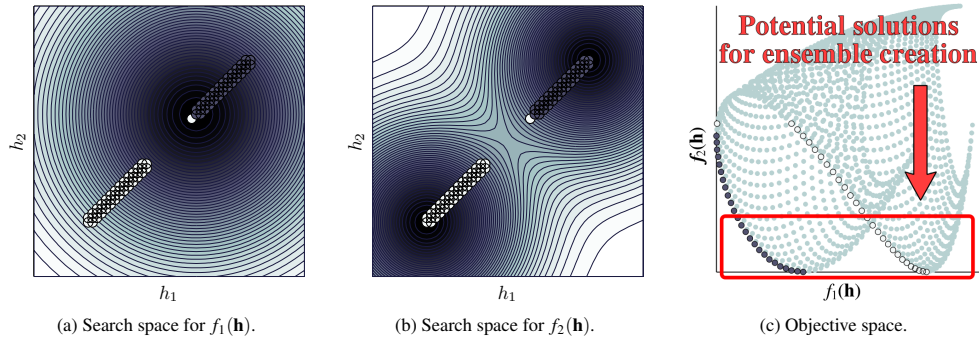 h₂
h₁
(a) Search space for f₁(h).
h₂
h₁
(b) Search space for f₂(h).
Potential solutions
for ensemble creation
f₂(h)
f₁(h)
(c) Objective space.